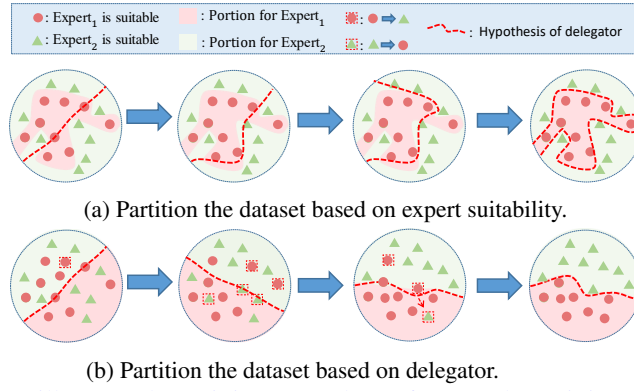 : Expert₁ is suitable : Portion for Expert₁ :
: Expert₂ is suitable : Portion for Expert₂ : : Hypothesis of delegator
(a) Partition the dataset based on expert suitability.
(b) Partition the dataset based on delegator.